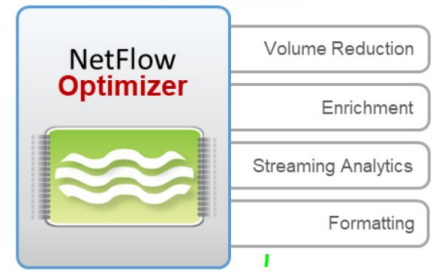 NetFlow
Optimizer
Volume Reduction
Enrichment
Streaming Analytics
Formatting